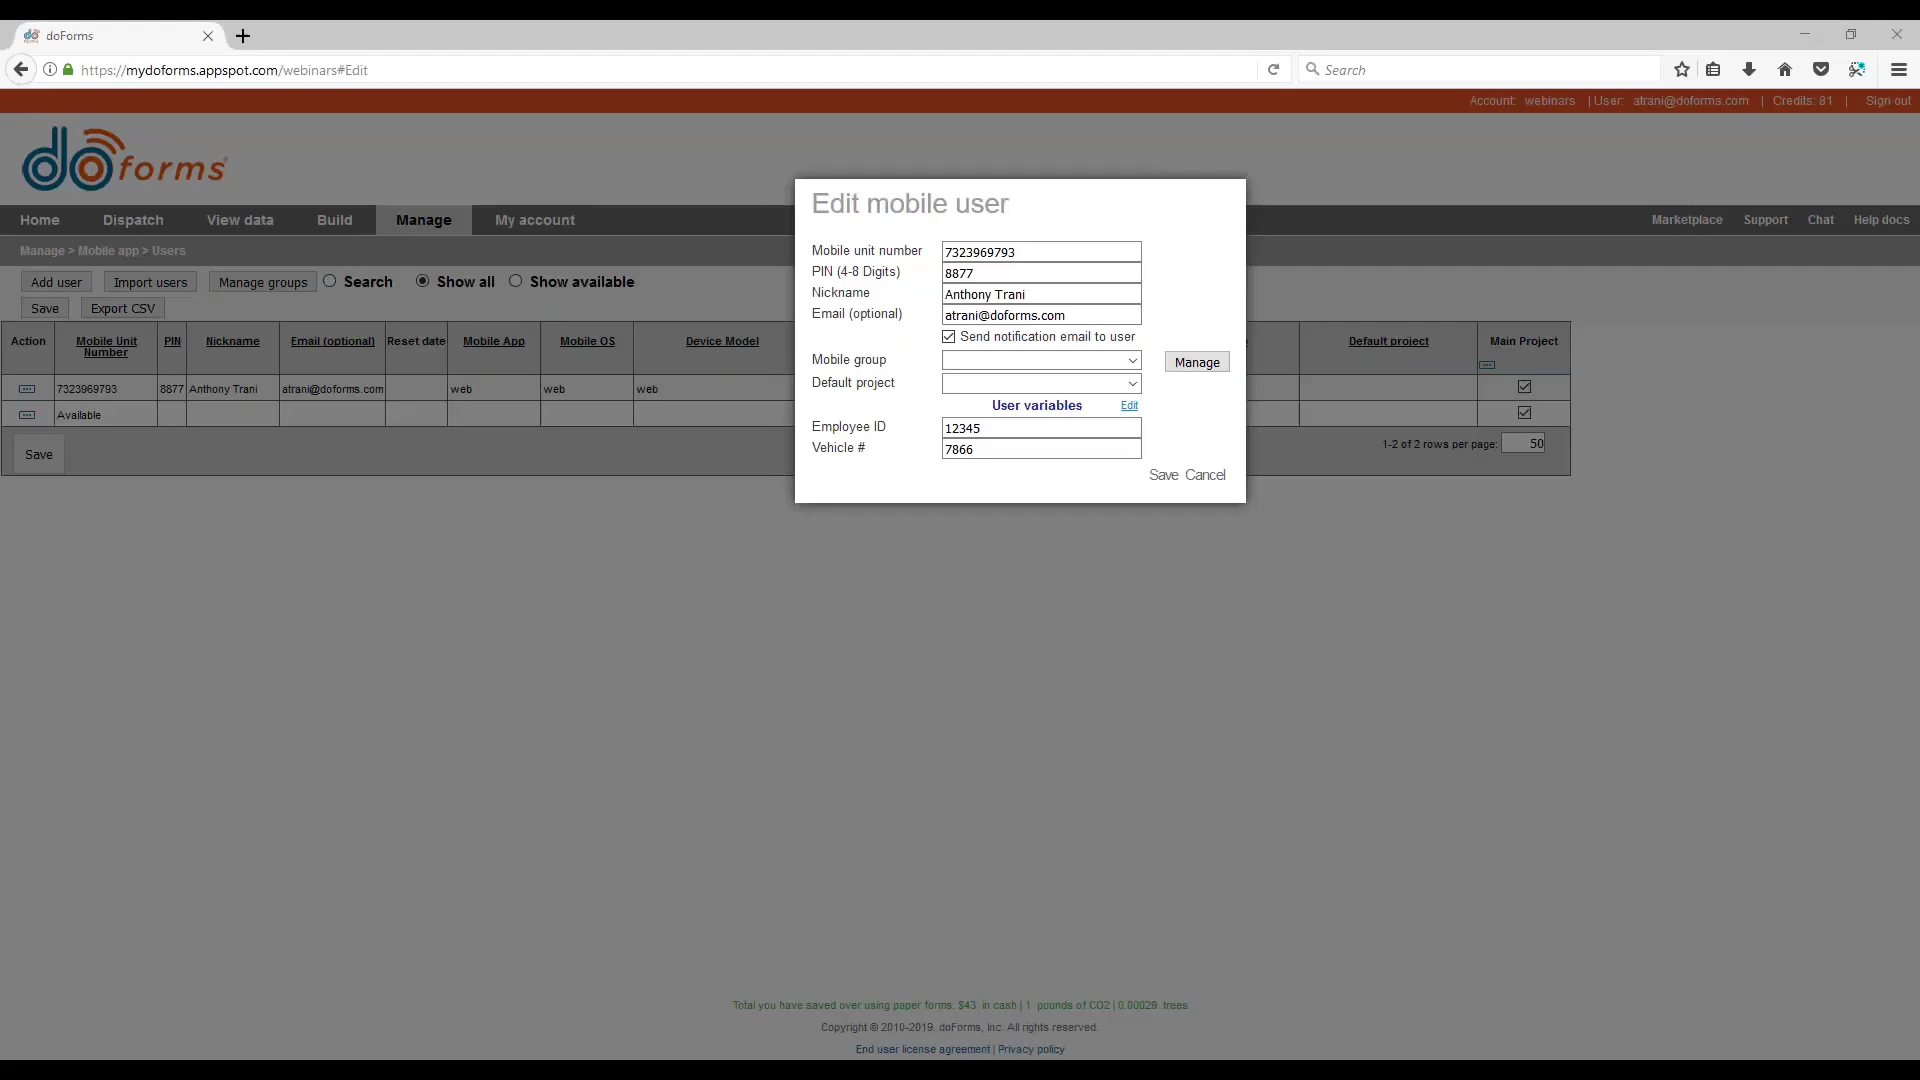 doForms
https://mydoforms.appspot.com/webinars#Edit
Search
Account: webinars | User: atrani@doforms.com | Credits: 81 | Sign out
doforms
Home Dispatch View data Build Manage My account Marketplace Support Chat Help docs
Manage > Mobile app > Users
Add user Import users Manage groups Search Show all Show available
Save Export CSV
Action Mobile Unit Number PIN Nickname Email (optional) Reset date Mobile App Mobile OS Device Model Default project Main Project
7323969793 8877 Anthony Trani atrani@doforms.com web web web
Available
Save
1-2 of 2 rows per page: 50
Edit mobile user
Mobile unit number 7323969793
PIN (4-8 Digits) 8877
Nickname Anthony Trani
Email (optional) atrani@doforms.com
Send notification email to user
Mobile group Manage
Default project
User variables Edit
Employee ID 12345
Vehicle # 7866
Save Cancel
Total you have saved over using paper forms: $43 in cash | 1 pounds of CO2 | 0.00029 trees
Copyright © 2010-2019. doForms, Inc. All rights reserved.
End user license agreement | Privacy policy